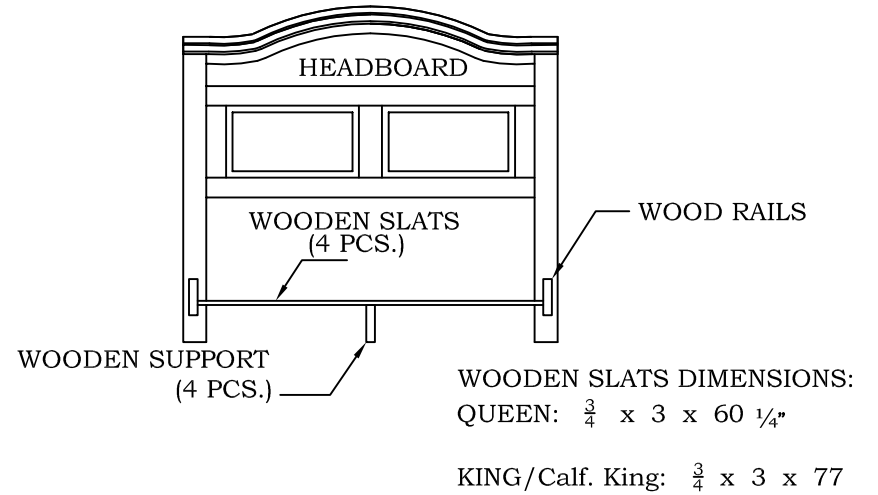 HEADBOARD
WOODEN SLATS
(4 PCS.)
WOOD RAILS
WOODEN SUPPORT
(4 PCS.)
WOODEN SLATS DIMENSIONS:
QUEEN: ¾ x 3 x 60 ¼"
KING/Calf. King: ¾ x 3 x 77